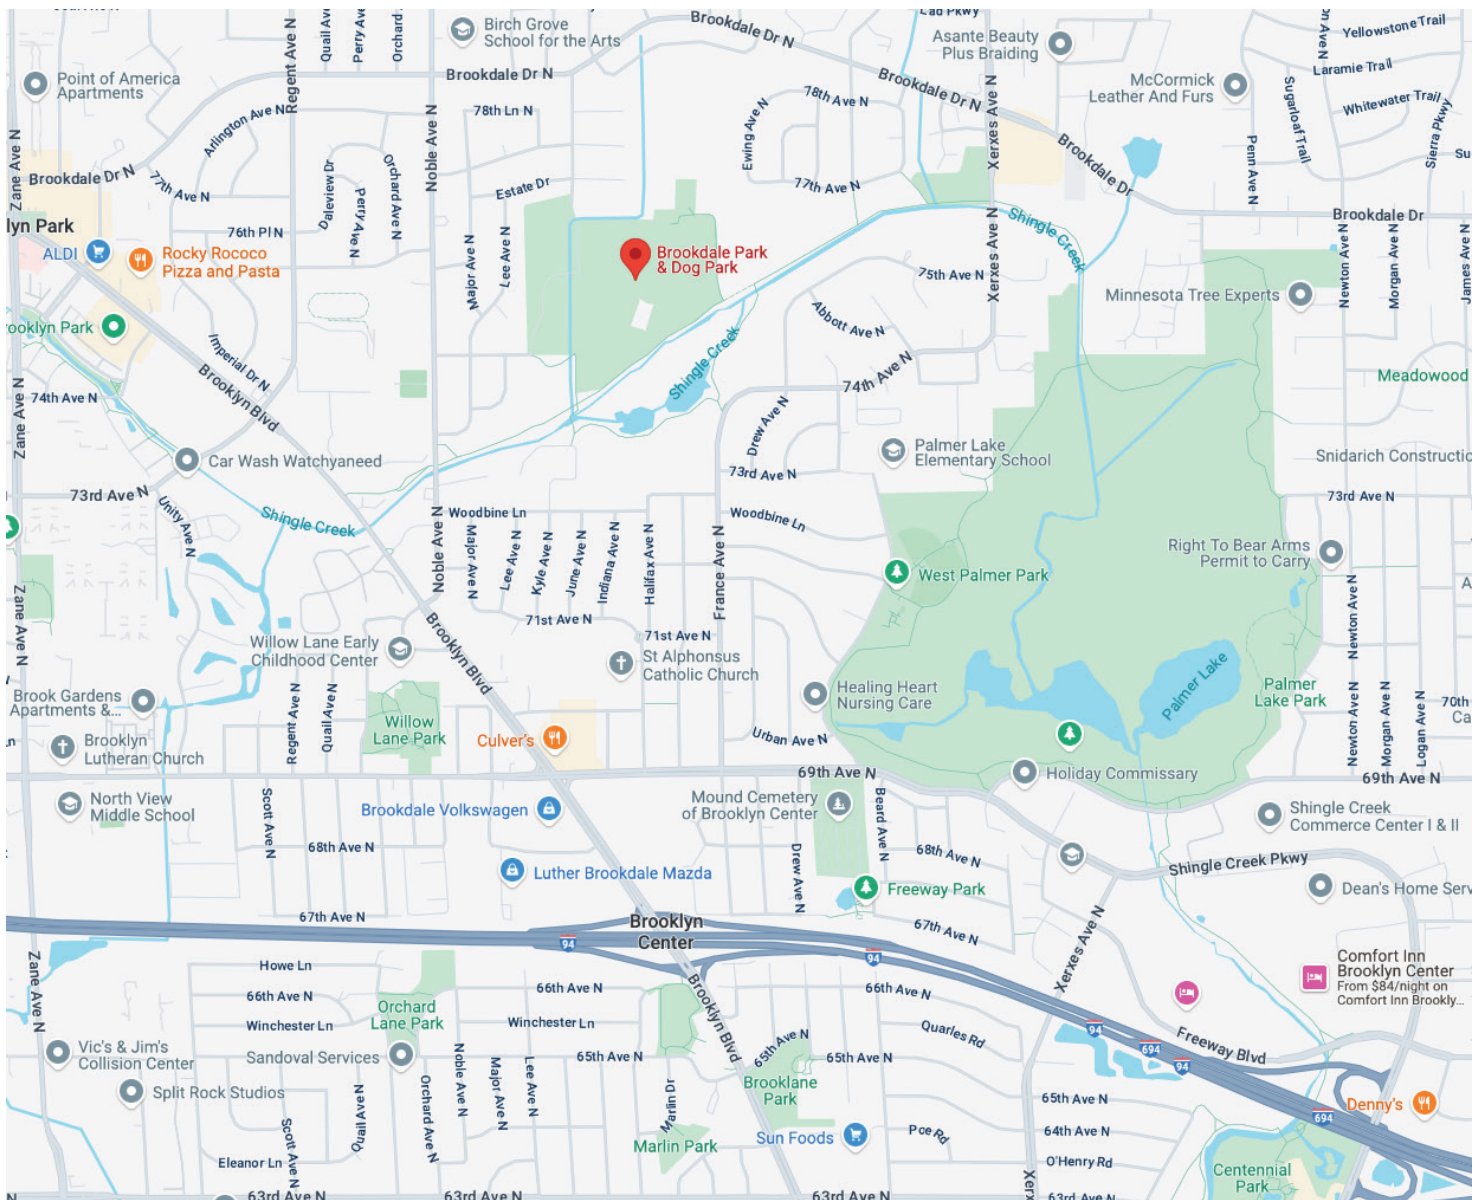 Birch Grove
School for the Arts
Lad Pkwy
Asante Beauty
Plus Braiding
Yellowstone Trail
Laramie Trail
Whitewater Trail
Sugarloaf Trail
Sierra Pkwy
McCormick
Leather And Furs
Point of America
Apartments
Regent Ave N
Quail Ave
Perry Ave
Orchard
Brookdale Dr N
Brookdale Dr N
Brookdale Dr N
78th Ln N
78th Ave N
Ewing Ave N
Xerxes Ave N
Penn Ave N
Arlington Ave N
Zane Ave N
Brookdale Dr N
77th Ave N
Daleview Dr
Perry Ave N
Orchard Ave N
Noble Ave N
Estate Dr
77th Ave N
Brookdale Dr
Brookdale Dr
Su
lyn Park
76th Pl N
ALDI
Rocky Rococo
Pizza and Pasta
Major Ave N
Lee Ave N
Brookdale Park
& Dog Park
Xerxes Ave N
Shingle Creek
75th Ave N
Minnesota Tree Experts
Newton Ave N
Morgan Ave N
James Ave N
rooklyn Park
Imperial Dr N
Abbott Ave N
Shingle Creek
74th Ave N
Brooklyn Blvd
74th Ave N
Zane Ave N
Meadowood
Drew Ave N
Palmer Lake
Elementary School
Car Wash Watchyaneed
Snidarich Constructio
73rd Ave N
73rd Ave N
73rd Ave N
Unity Ave N
Shingle Creek
Noble Ave N
Woodbine Ln
Woodbine Ln
Major Ave N
Lee Ave N
Kyle Ave N
June Ave N
Indiana Ave N
Halifax Ave N
France Ave N
Right To Bear Arms
Permit to Carry
West Palmer Park
Zane Ave N
71st Ave N
71st Ave N
Newton Ave N
Willow Lane Early
Childhood Center
Brooklyn Blvd
St Alphonsus
Catholic Church
Palmer Lake
Palmer
Lake Park
Brook Gardens
Apartments &...
Healing Heart
Nursing Care
Regent Ave N
Quail Ave N
Willow
Lane Park
Newton Ave N
Morgan Ave N
Logan Ave N
70th
Ca
Brooklyn
Lutheran Church
Culver's
Urban Ave N
69th Ave N
Holiday Commissary
69th Ave N
North View
Middle School
Scott Ave N
Brookdale Volkswagen
Mound Cemetery
of Brooklyn Center
Beard Ave N
Shingle Creek
Commerce Center I & II
68th Ave N
Drew Ave N
68th Ave N
Shingle Creek Pkwy
Luther Brookdale Mazda
Freeway Park
Dean's Home Serv
67th Ave N
Brooklyn
Center
67th Ave N
94
94
Xerxes Ave N
Zane Ave N
Howe Ln
Comfort Inn
Brooklyn Center
From $84/night on
Comfort Inn Brookly...
66th Ave N
Orchard
Lane Park
66th Ave N
Brooklyn Blvd
66th Ave N
Winchester Ln
Winchester Ln
Quarles Rd
94
694
94
Freeway Blvd
Vic's & Jim's
Collision Center
Sandoval Services
65th Ave N
65th Ave N
65th Ave N
Split Rock Studios
Quail Ave N
Orchard Ave N
Noble Ave N
Major Ave N
Lee Ave N
Marlin Dr
Brooklane
Park
65th Ave N
694
Denny's
Scott Ave N
Marlin Park
Sun Foods
Poe Rd
64th Ave N
Eleanor Ln
O'Henry Rd
Centennial
Park
63rd Ave N
63rd Ave N
63rd Ave N
Xerx
63rd Ave N